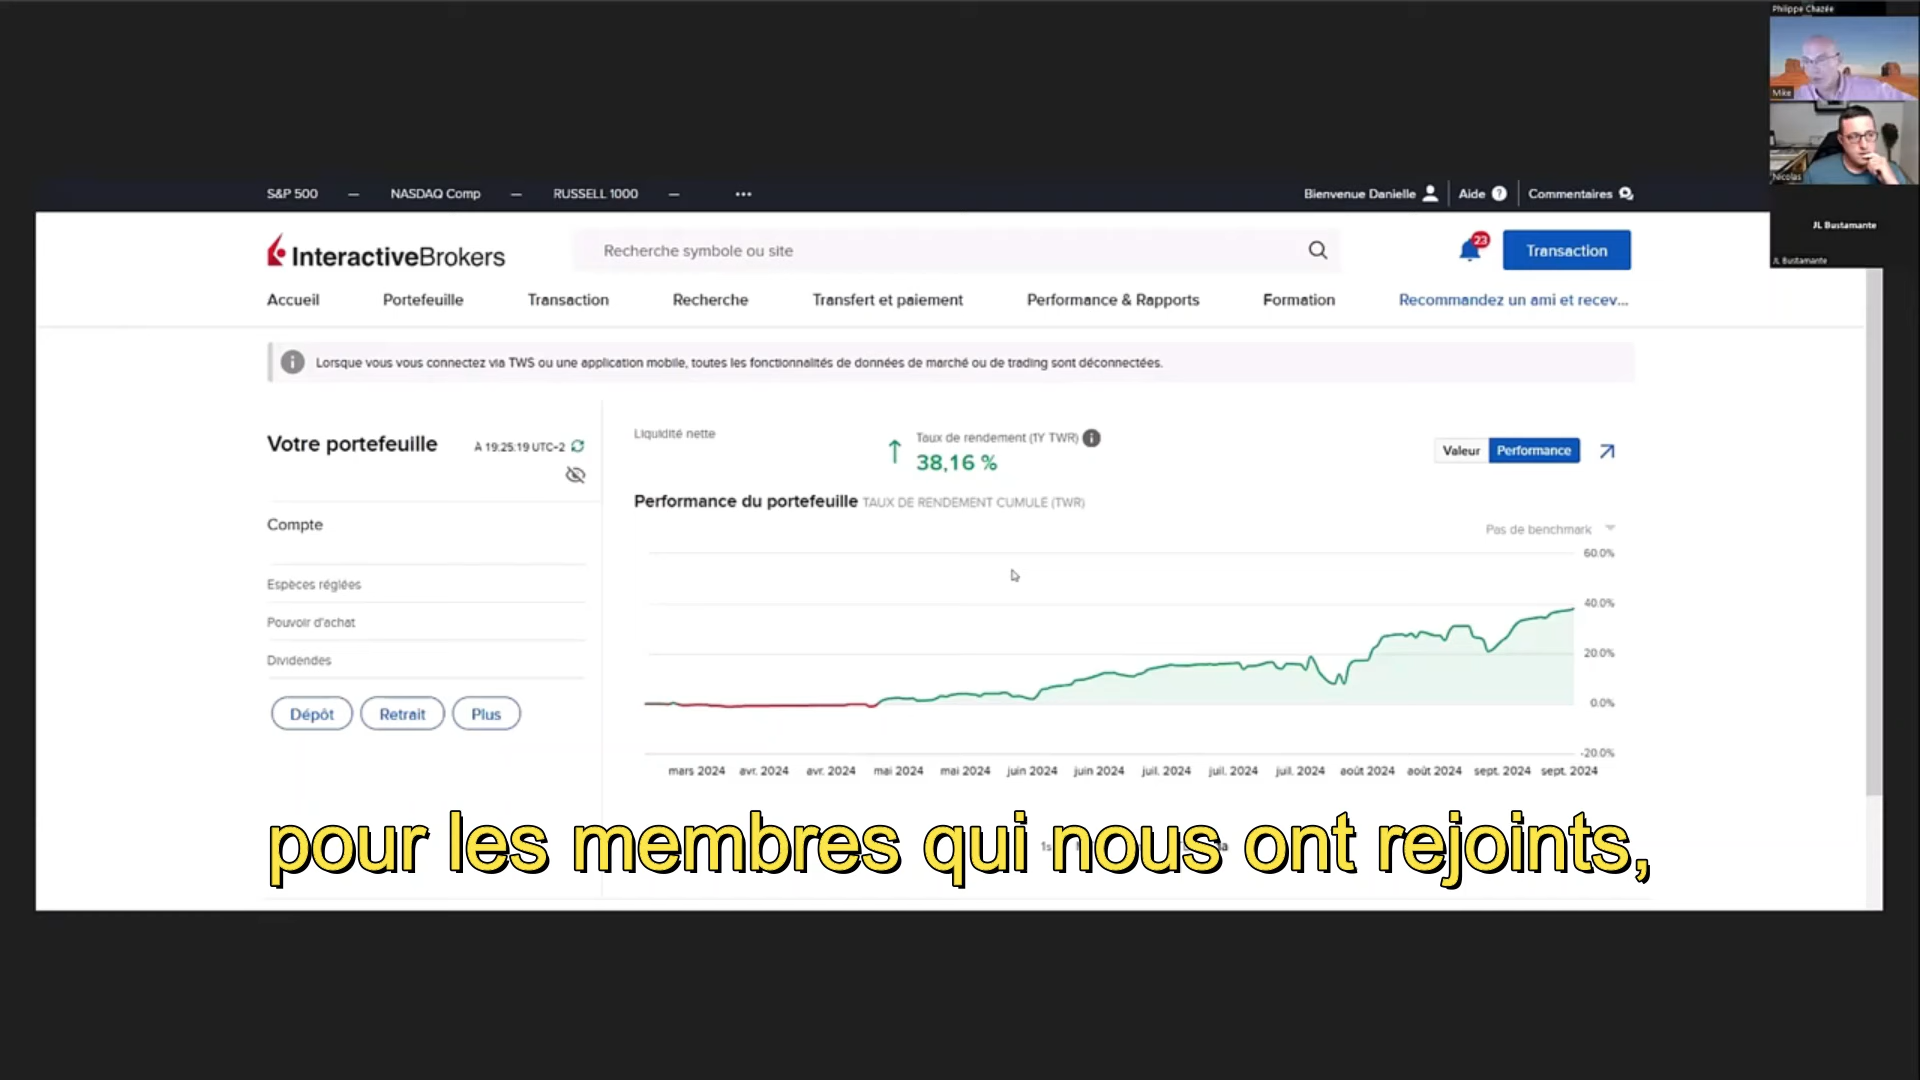 Philippe Chazée
Mike
Nicolas
JL Bustamante
JL Bustamante
S&P 500 — NASDAQ Comp — RUSSELL 1000 — •••
Bienvenue Danielle Aide ? Commentaires
InteractiveBrokers
Recherche symbole ou site
23
Transaction
Accueil Portefeuille Transaction Recherche Transfert et paiement Performance & Rapports Formation Recommandez un ami et recev...
Lorsque vous vous connectez via TWS ou une application mobile, toutes les fonctionnalités de données de marché ou de trading sont déconnectées.
Votre portefeuille
À 19:25:19 UTC-2
Compte
Espèces réglées
Pouvoir d'achat
Dividendes
Dépôt Retrait Plus
Liquidité nette
Taux de rendement (1Y TWR)
38,16 %
Valeur Performance
Performance du portefeuille TAUX DE RENDEMENT CUMULÉ (TWR)
Pas de benchmark
60.0%
40.0%
20.0%
0.0%
-20.0%
mars 2024 avr. 2024 avr. 2024 mai 2024 mai 2024 juin 2024 juin 2024 juil. 2024 juil. 2024 juil. 2024 août 2024 août 2024 sept. 2024 sept. 2024
pour les membres qui nous ont rejoints,